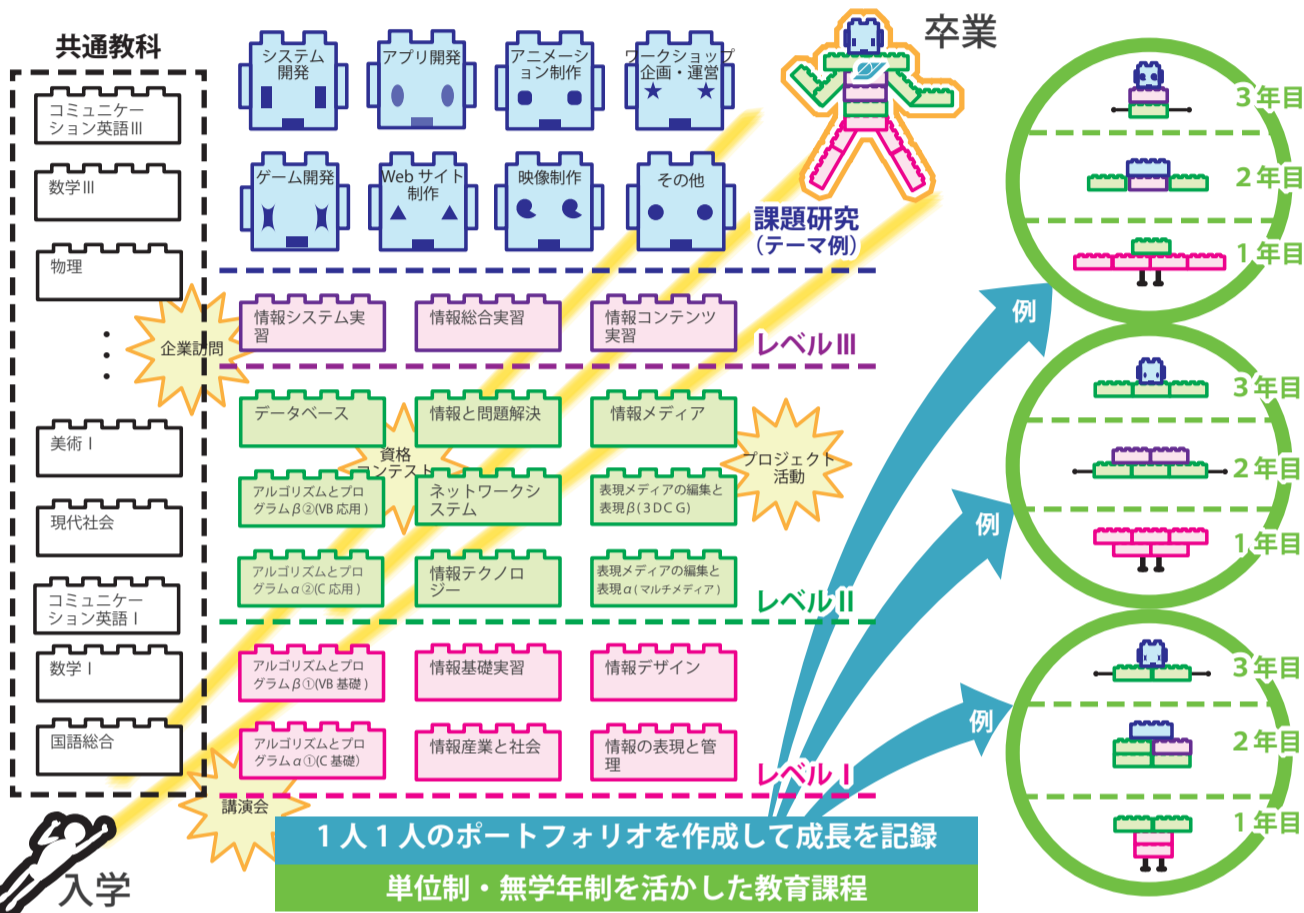 共通教科
コミュニケー
ション英語Ⅲ
数学Ⅲ
物理
美術Ⅰ
現代社会
コミュニケー
ション英語Ⅰ
数学Ⅰ
国語総合
入学
システム
開発
アプリ開発
アニメーシ
ョン制作
ワークショップ
企画・運営
ゲーム開発
Web サイト
制作
映像制作
その他
卒業
課題研究
(テーマ例)
企業訪問
情報システム実
習
情報総合実習
情報コンテンツ
実習
レベルⅢ
データベース
情報と問題解決
情報メディア
資格
コンテスト
プロジェクト
活動
アルゴリズムとプロ
グラムβ②(VB 応用)
ネットワークシ
ステム
表現メディアの編集と
表現β(3DCG)
アルゴリズムとプロ
グラムα②(C 応用)
情報テクノロ
ジー
表現メディアの編集と
表現α(マルチメディア)
レベルⅡ
アルゴリズムとプロ
グラムβ①(VB 基礎)
情報基礎実習
情報デザイン
アルゴリズムとプロ
グラムα①(C 基礎)
情報産業と社会
情報の表現と管
理
レベルⅠ
講演会
例
例
例
3年目
2年目
1年目
3年目
2年目
1年目
3年目
2年目
1年目
1人1人のポートフォリオを作成して成長を記録
単位制・無学年制を活かした教育課程